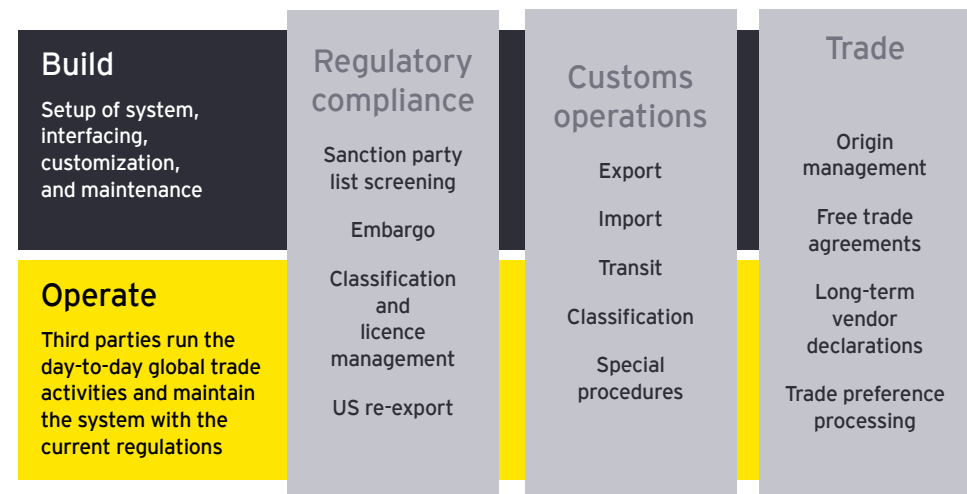 Build
Setup of system,
interfacing,
customization,
and maintenance
Operate
Third parties run the
day-to-day global trade
activities and maintain
the system with the
current regulations
Regulatory
compliance
Sanction party
list screening
Embargo
Classification
and
licence
management
US re-export
Customs
operations
Export
Import
Transit
Classification
Special
procedures
Trade
Origin
management
Free trade
agreements
Long-term
vendor
declarations
Trade preference
processing